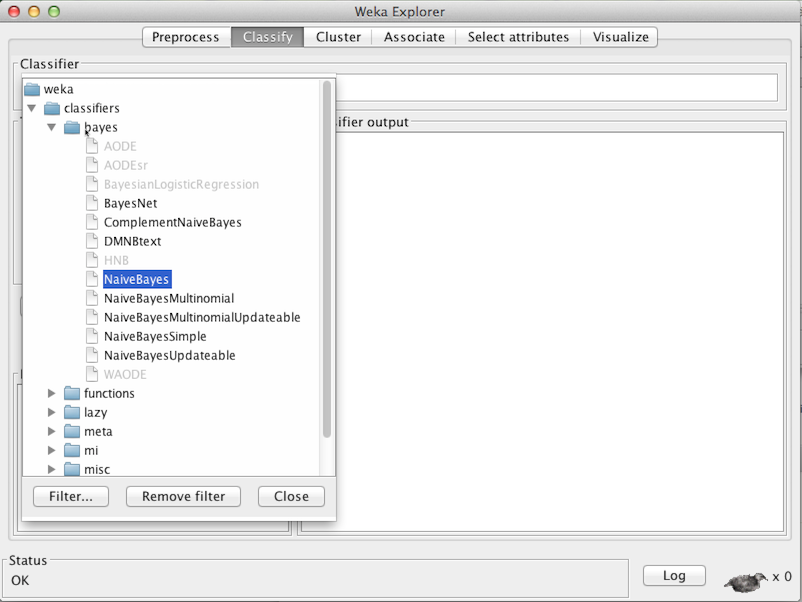 Weka Explorer
Preprocess Classify Cluster Associate Select attributes Visualize
Classifier
weka
classifiers
bayes
ifier output
AODE
AODEsr
BayesianLogisticRegression
BayesNet
ComplementNaiveBayes
DMNBtext
HNB
NaiveBayes
NaiveBayesMultinomial
NaiveBayesMultinomialUpdateable
NaiveBayesSimple
NaiveBayesUpdateable
WAODE
functions
lazy
meta
mi
misc
Filter... Remove filter Close
Status
OK
Log
x 0